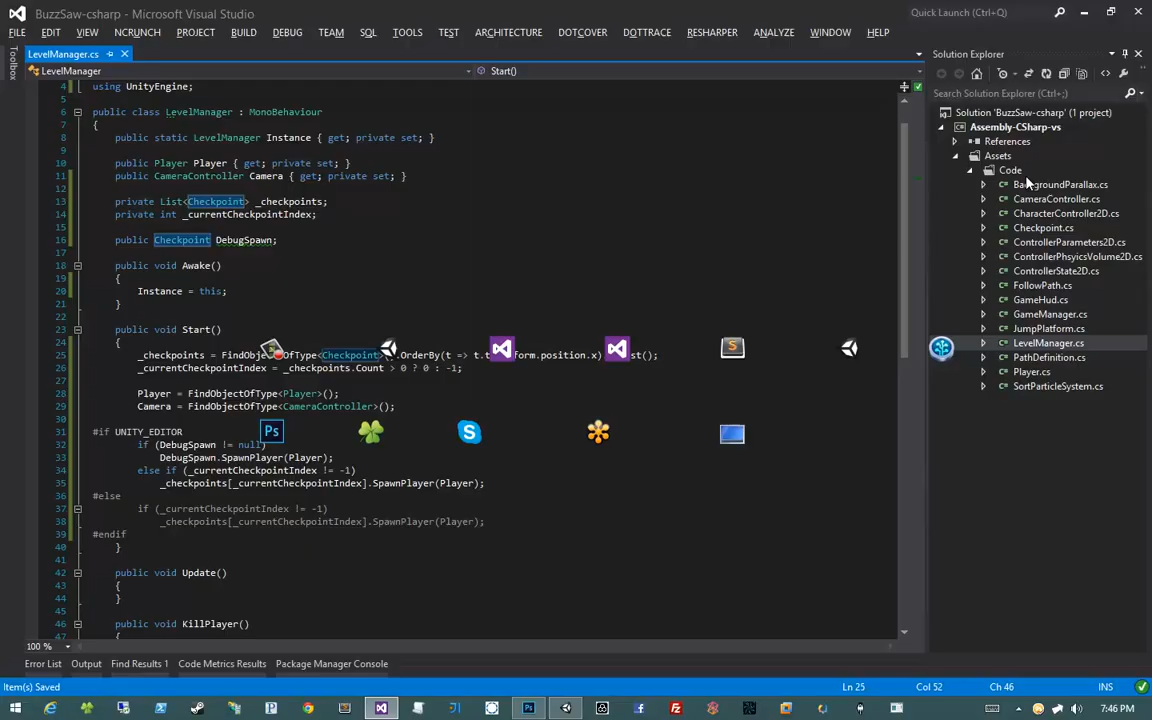 BuzzSaw-csharp - Microsoft Visual Studio
Quick Launch (Ctrl+Q)
FILE EDIT VIEW NCRUNCH PROJECT BUILD DEBUG TEAM SQL TOOLS TEST ARCHITECTURE DOTCOVER DOTTRACE RESHARPER ANALYZE WINDOW HELP
Toolbox
LevelManager.cs
LevelManager
Start()
4 using UnityEngine;
5
6 public class LevelManager : MonoBehaviour
7 {
8 public static LevelManager Instance { get; private set; }
9
10 public Player Player { get; private set; }
11 public CameraController Camera { get; private set; }
12
13 private List<Checkpoint> _checkpoints;
14 private int _currentCheckpointIndex;
15
16 public Checkpoint DebugSpawn;
17
18 public void Awake()
19 {
20 Instance = this;
21 }
22
23 public void Start()
24 {
25 _checkpoints = FindObjectsOfType<Checkpoint>().OrderBy(t => t.t form.position.x) st();
26 _currentCheckpointIndex = _checkpoints.Count > 0 ? 0 : -1;
27
28 Player = FindObjectOfType<Player>();
29 Camera = FindObjectOfType<CameraController>();
30
31 #if UNITY_EDITOR
32 if (DebugSpawn != null)
33 DebugSpawn.SpawnPlayer(Player);
34 else if (_currentCheckpointIndex != -1)
35 _checkpoints[_currentCheckpointIndex].SpawnPlayer(Player);
36 #else
37 if (_currentCheckpointIndex != -1)
38 _checkpoints[_currentCheckpointIndex].SpawnPlayer(Player);
39 #endif
40 }
41
42 public void Update()
43 {
44 }
45
46 public void KillPlayer()
47 {
Ps
S
100 %
Solution Explorer
Search Solution Explorer (Ctrl+;)
Solution 'BuzzSaw-csharp' (1 project)
Assembly-CSharp-vs
References
Assets
Code
BackgroundParallax.cs
CameraController.cs
CharacterController2D.cs
Checkpoint.cs
ControllerParameters2D.cs
ControllerPhsyicsVolume2D.cs
ControllerState2D.cs
FollowPath.cs
GameHud.cs
GameManager.cs
JumpPlatform.cs
LevelManager.cs
PathDefinition.cs
Player.cs
SortParticleSystem.cs
Error List Output Find Results 1 Code Metrics Results Package Manager Console
Item(s) Saved
Ln 25 Col 52 Ch 46 INS
7:46 PM